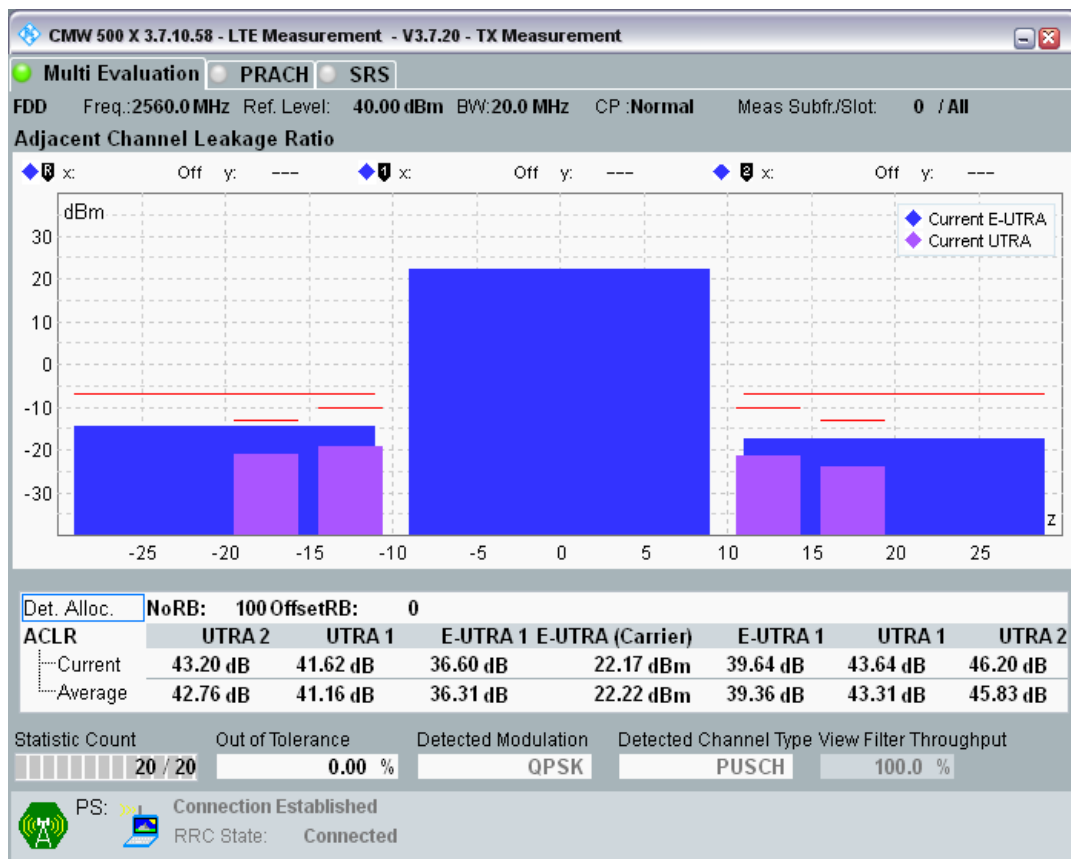 CMW 500 X 3.7.10.58 - LTE Measurement - V3.7.20 - TX Measurement
Multi Evaluation PRACH SRS
FDD Freq.:2560.0 MHz Ref. Level: 40.00 dBm BW:20.0 MHz CP :Normal Meas Subfr./Slot: 0 / All
Adjacent Channel Leakage Ratio
R x: Off y: --- 1 x: Off y: --- 2 x: Off y: ---
dBm
Current E-UTRA
Current UTRA
30
20
10
0
-10
-20
-30
z
-25 -20 -15 -10 -5 0 5 10 15 20 25
Det. Alloc. NoRB: 100 OffsetRB: 0
ACLR UTRA 2 UTRA 1 E-UTRA 1 E-UTRA (Carrier) E-UTRA 1 UTRA 1 UTRA 2
Current 43.20 dB 41.62 dB 36.60 dB 22.17 dBm 39.64 dB 43.64 dB 46.20 dB
Average 42.76 dB 41.16 dB 36.31 dB 22.22 dBm 39.36 dB 43.31 dB 45.83 dB
Statistic Count Out of Tolerance Detected Modulation Detected Channel Type View Filter Throughput
20 / 20 0.00 % QPSK PUSCH 100.0 %
PS: Connection Established
RRC State: Connected